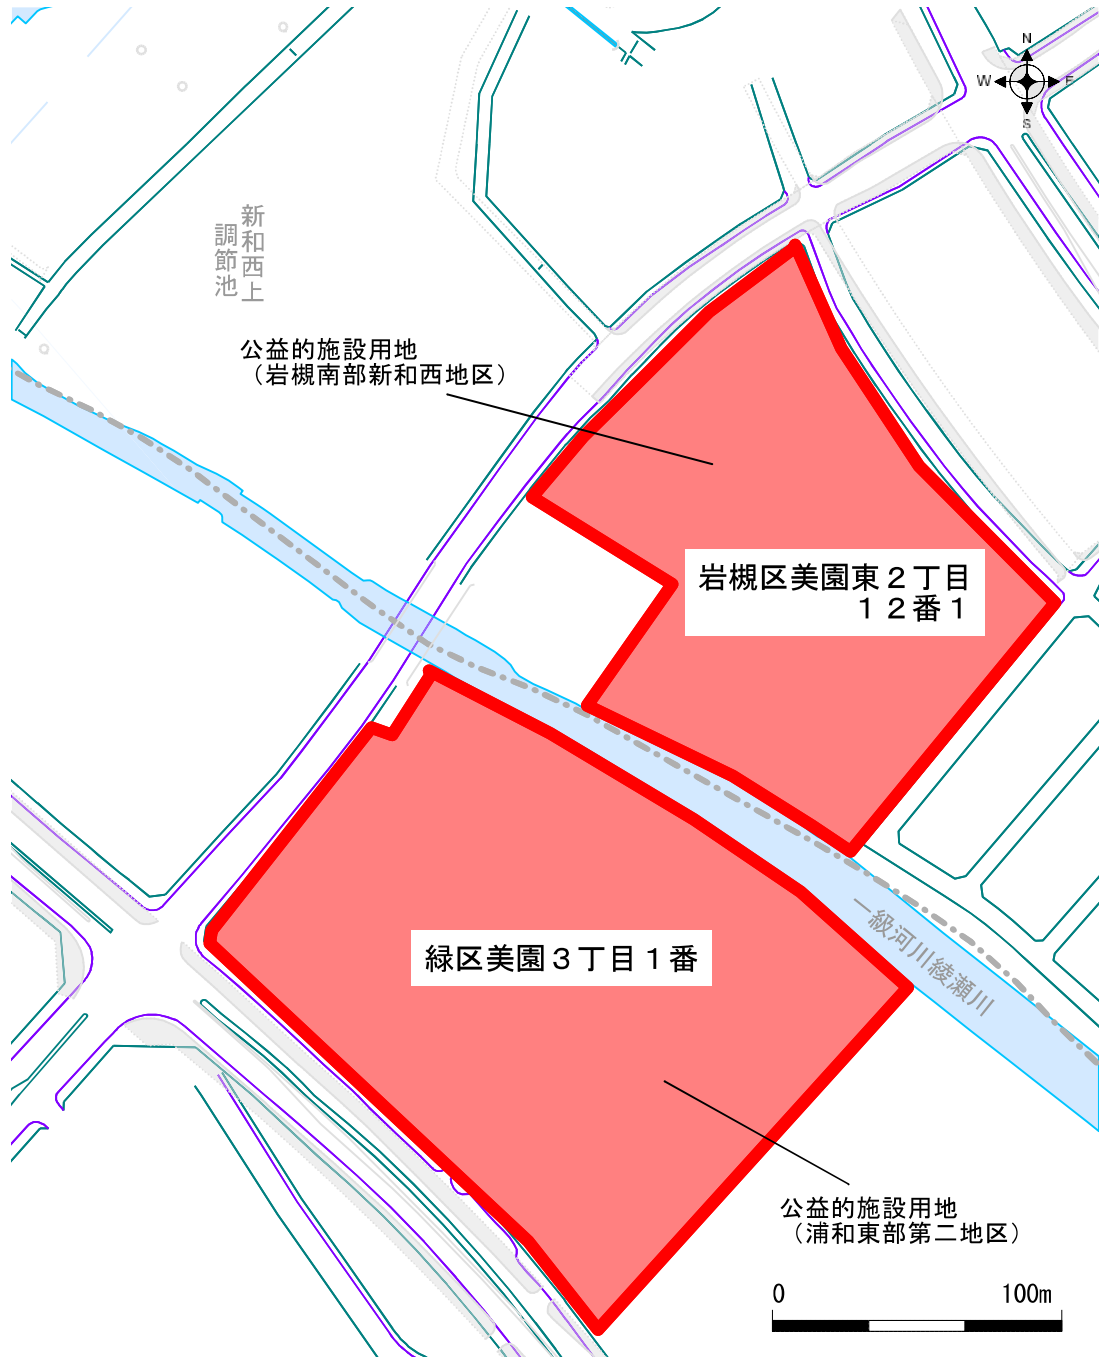 N
W
E
S
新和西上
調節池
公益的施設用地
（岩槻南部新和西地区）
岩槻区美園東２丁目
１２番１
緑区美園３丁目１番
一級河川綾瀬川
公益的施設用地
（浦和東部第二地区）
0 100m